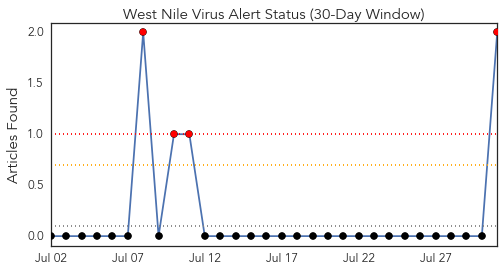 West Nile Virus Alert Status (30-Day Window)
2.0
1.5
1.0
0.5
0.0
Articles Found
Jul 02 Jul 07 Jul 12 Jul 17 Jul 22 Jul 27